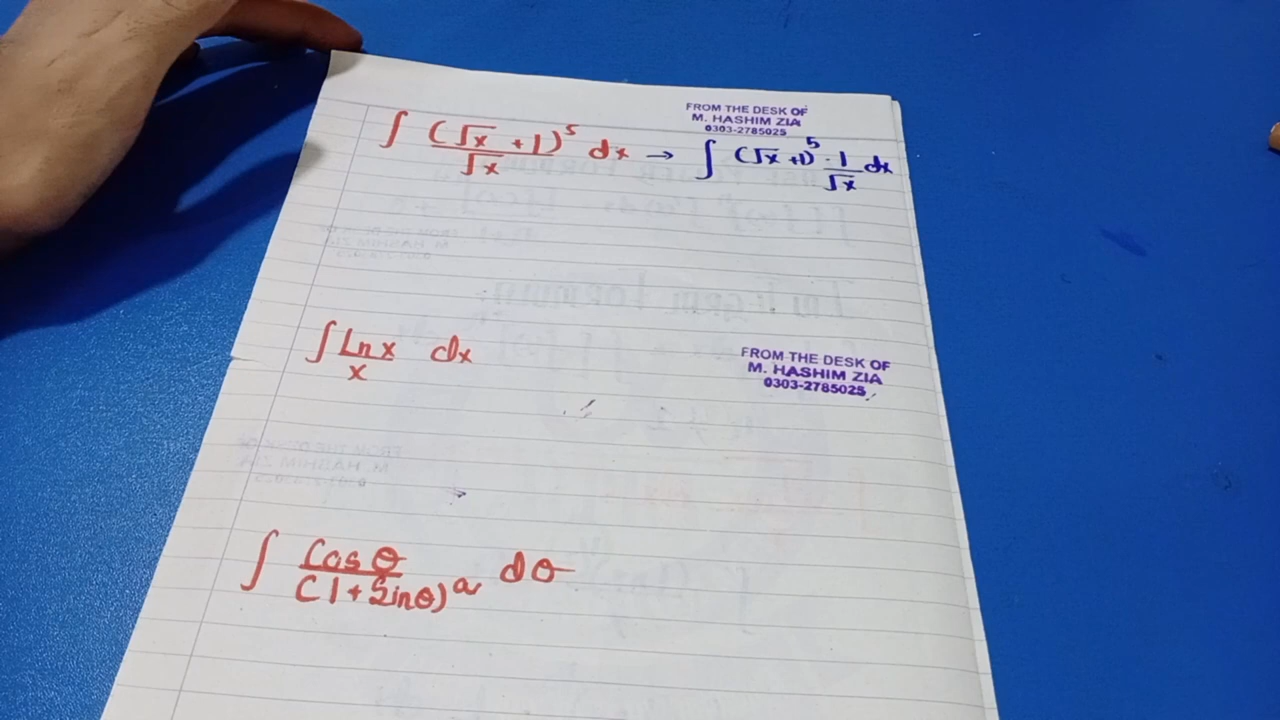 FROM THE DESK OF
M. HASHIM ZIA
0303-2785025
∫ (√x + 1)^5 / √x dx → ∫ (√x + 1)^5 · 1/√x dx
∫ Ln x / x dx
FROM THE DESK OF
M. HASHIM ZIA
0303-2785025
∫ Cos θ / (1 + Sin θ)^a dθ